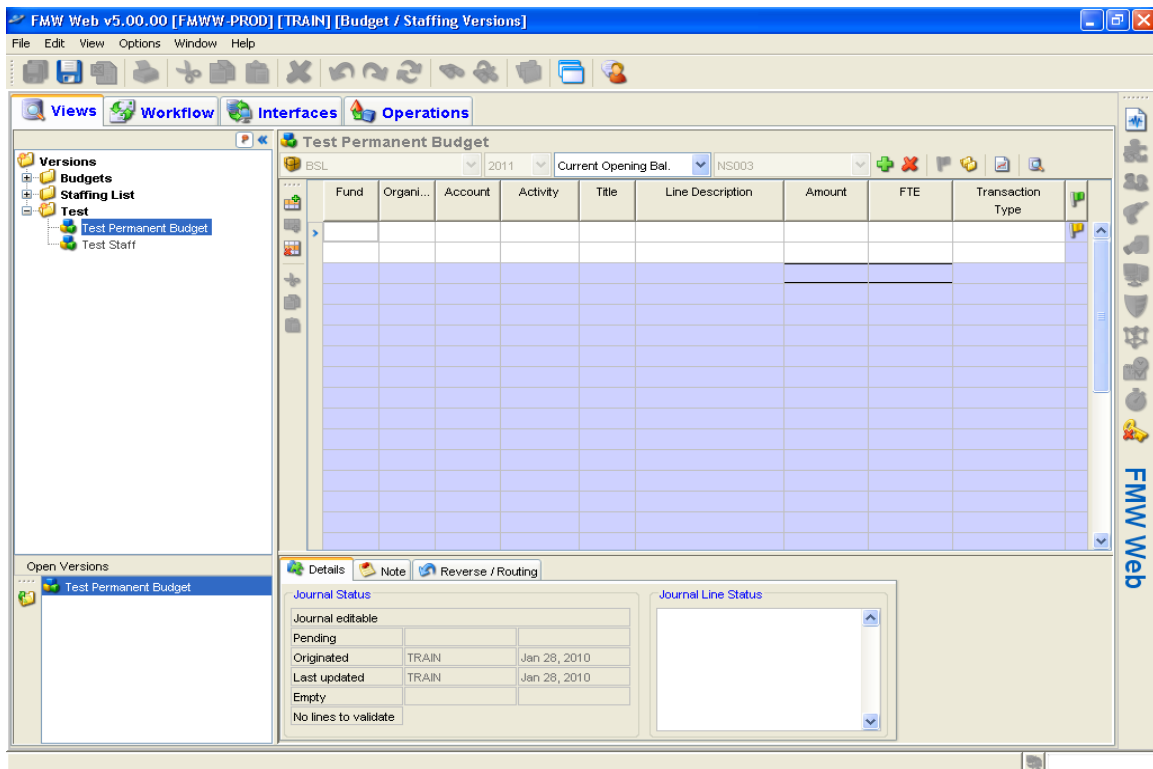 FMW Web v5.00.00 [FMWW-PROD] [TRAIN] [Budget / Staffing Versions]
File Edit View Options Window Help
Views Workflow Interfaces Operations
Test Permanent Budget
Versions
Budgets
Staffing List
Test
Test Permanent Budget
Test Staff
BSL 2011 Current Opening Bal. NS003
Fund Organi... Account Activity Title Line Description Amount FTE Transaction
Type
FMW Web
Open Versions
Test Permanent Budget
Details Note Reverse / Routing
Journal Status Journal Line Status
Journal editable
Pending
Originated TRAIN Jan 28, 2010
Last updated TRAIN Jan 28, 2010
Empty
No lines to validate